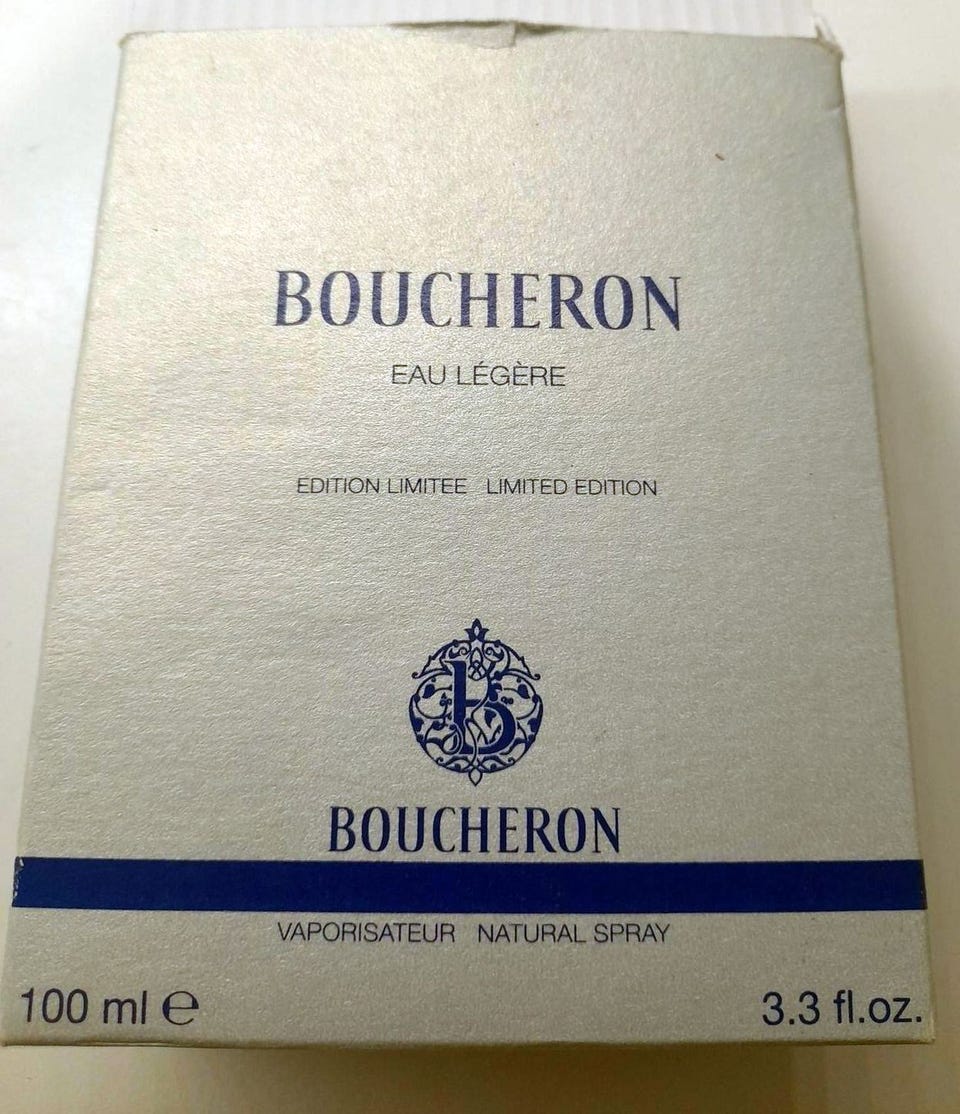 BOUCHERON
EAU LÉGÈRE
EDITION LIMITEE LIMITED EDITION
B
BOUCHERON
VAPORISATEUR NATURAL SPRAY
100 ml ℮ 3.3 fl.oz.